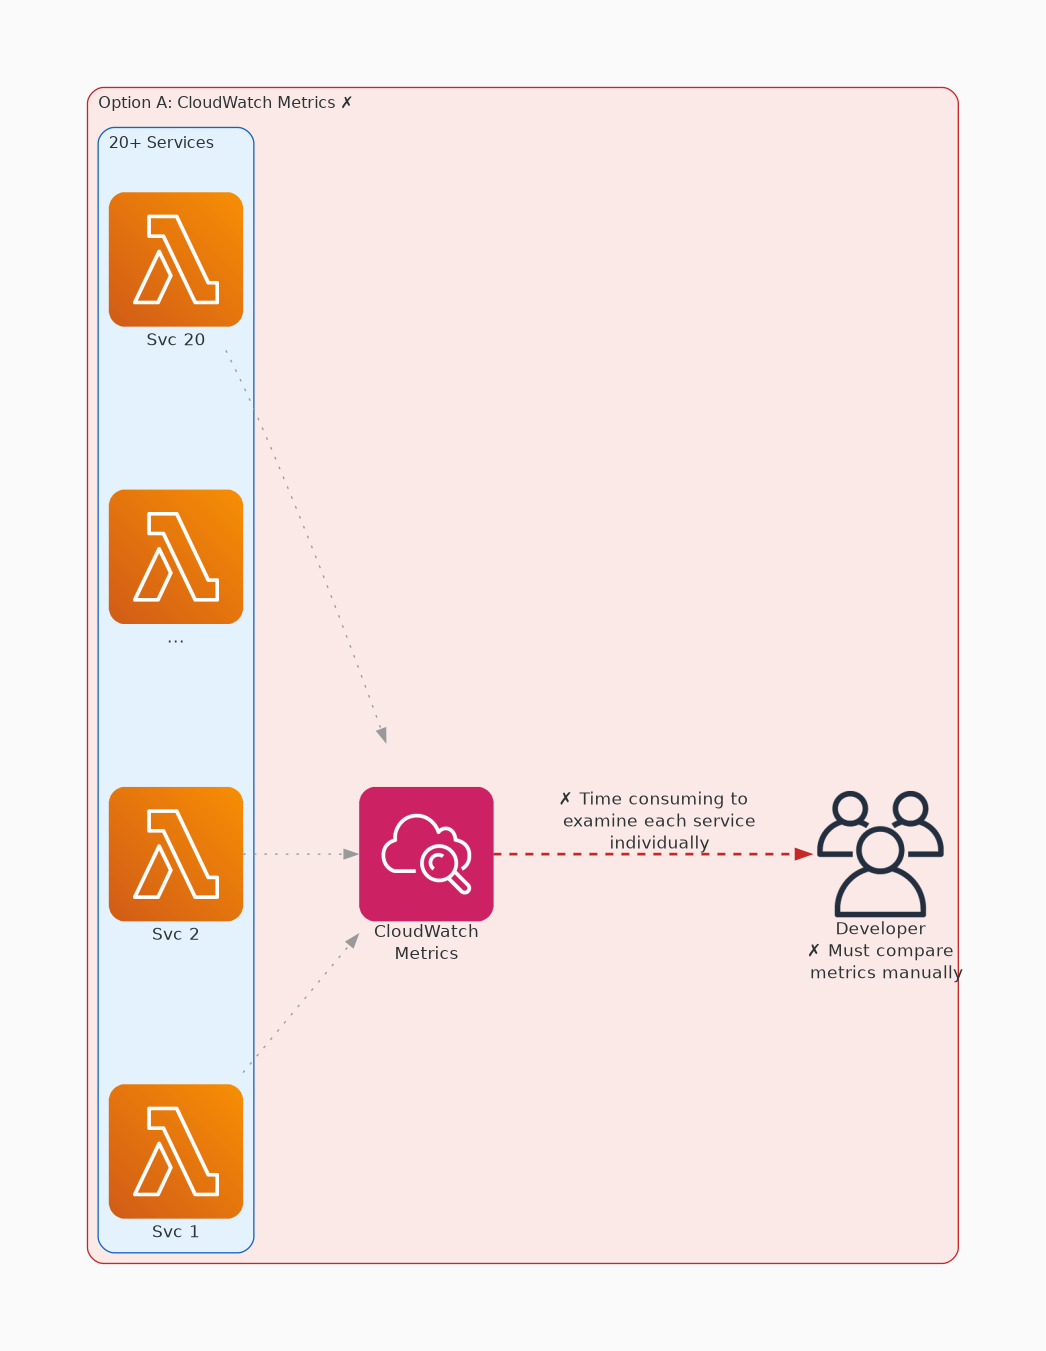 Option A: CloudWatch Metrics ✗
20+ Services
Svc 20
...
Svc 2
Svc 1
CloudWatch
Metrics
✗ Time consuming to
examine each service
individually
Developer
✗ Must compare
metrics manually